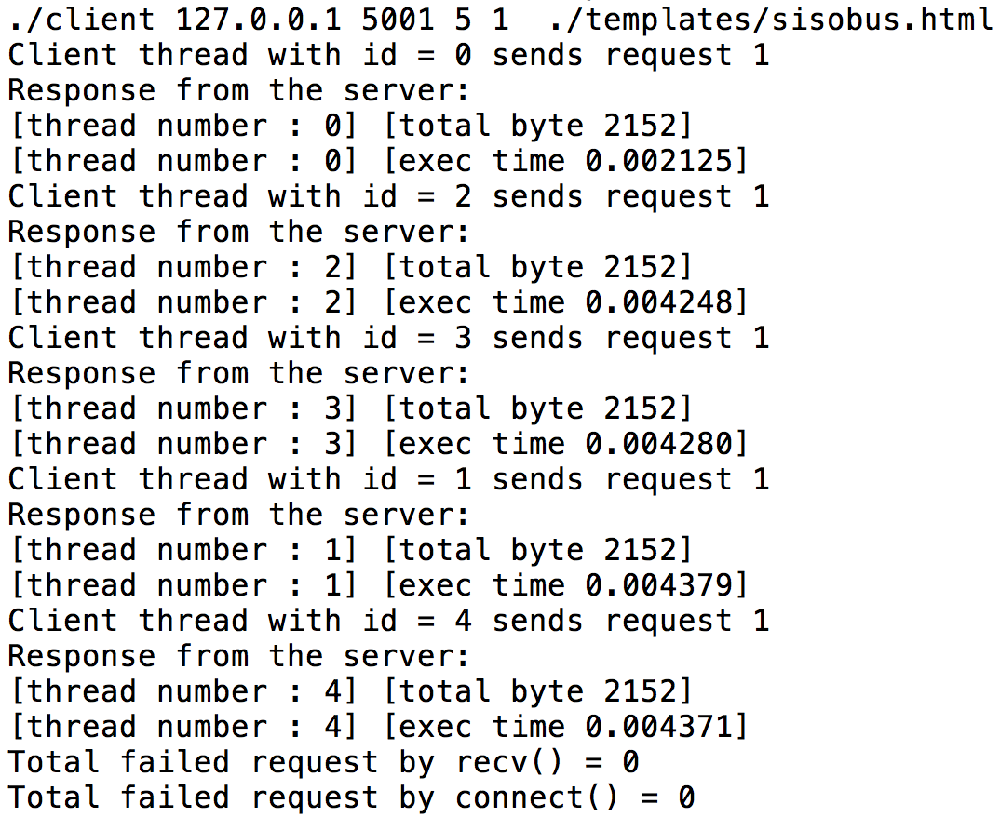 ./client 127.0.0.1 5001 5 1  ./templates/sisobus.html
Client thread with id = 0 sends request 1
Response from the server:
[thread number : 0] [total byte 2152]
[thread number : 0] [exec time 0.002125]
Client thread with id = 2 sends request 1
Response from the server:
[thread number : 2] [total byte 2152]
[thread number : 2] [exec time 0.004248]
Client thread with id = 3 sends request 1
Response from the server:
[thread number : 3] [total byte 2152]
[thread number : 3] [exec time 0.004280]
Client thread with id = 1 sends request 1
Response from the server:
[thread number : 1] [total byte 2152]
[thread number : 1] [exec time 0.004379]
Client thread with id = 4 sends request 1
Response from the server:
[thread number : 4] [total byte 2152]
[thread number : 4] [exec time 0.004371]
Total failed request by recv() = 0
Total failed request by connect() = 0